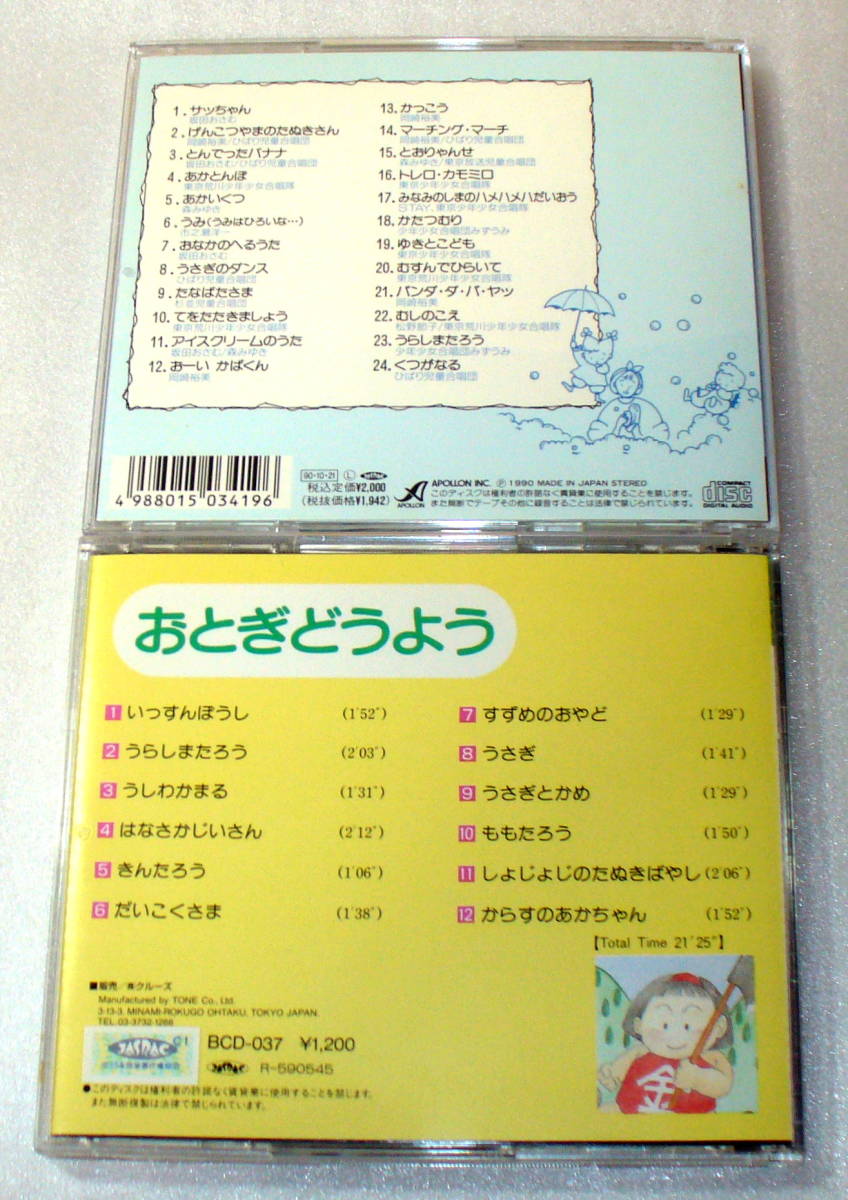 1. サッちゃん
坂田おさむ
2. げんこつやまのたぬきさん
岡崎裕美/ひばり児童合唱団
3. とんでったバナナ
坂田おさむ/ひばり児童合唱団
4. あかとんぼ
東京荒川少年少女合唱隊
5. あかいくつ
森みゆき
6. うみ(うみはひろいな…)
市之瀬洋一
7. おなかのへるうた
坂田おさむ
8. うさぎのダンス
ひばり児童合唱団
9. たなばたさま
杉並児童合唱団
10. てをたたきましょう
東京荒川少年少女合唱隊
11. アイスクリームのうた
坂田おさむ/森みゆき
12. おーい かばくん
岡崎裕美
13. かっこう
岡崎裕美
14. マーチング・マーチ
岡崎裕美/ひばり児童合唱団
15. とおりゃんせ
森みゆき/東京放送児童合唱団
16. トレロ・カモミロ
東京少年少女合唱隊
17. みなみのしまのハメハメハだいおう
STAY、東京少年少女合唱隊
18. かたつむり
少年少女合唱団みずうみ
19. ゆきとこども
東京少年少女合唱隊
20. むすんでひらいて
東京荒川少年少女合唱隊
21. パンダ・ダ・パ・ヤッ
岡崎裕美
22. むしのこえ
松野節子/東京荒川少年少女合唱隊
23. うらしまたろう
少年少女合唱団みずうみ
24. くつがなる
ひばり児童合唱団
4 988015 034196
90・10・21 L JASRAC
税込定価¥2,000
(税抜価格¥1,942)
APOLLON
APOLLON INC. Ⓟ 1990 MADE IN JAPAN STEREO
このディスクは権利者の許諾なく賃貸業に使用することを禁じます。
また無断でテープその他に録音することは法律で禁じられています。
COMPACT
disc
DIGITAL AUDIO
おとぎどうよう
1 いっすんぼうし (1'52")
2 うらしまたろう (2'03")
3 うしわかまる (1'31")
4 はなさかじいさん (2'12")
5 きんたろう (1'06")
6 だいこくさま (1'38")
7 すずめのおやど (1'29")
8 うさぎ (1'41")
9 うさぎとかめ (1'29")
10 ももたろう (1'50")
11 しょじょじのたぬきばやし (2'06")
12 からすのあかちゃん (1'52")
【Total Time 21'25"】
金
■販売/㈲クルーズ
Manufactured by TONE Co., Ltd.
3-13-3, MINAMI-ROKUGO OHTAKU, TOKYO JAPAN.
TEL 03-3732-1288
JASRAC C1
BCD-037 ¥1,200
JASRAC R-590545
●このディスクは権利者の許諾なく賃貸業に使用することを禁じます。
また無断複製は法律で禁じられています。